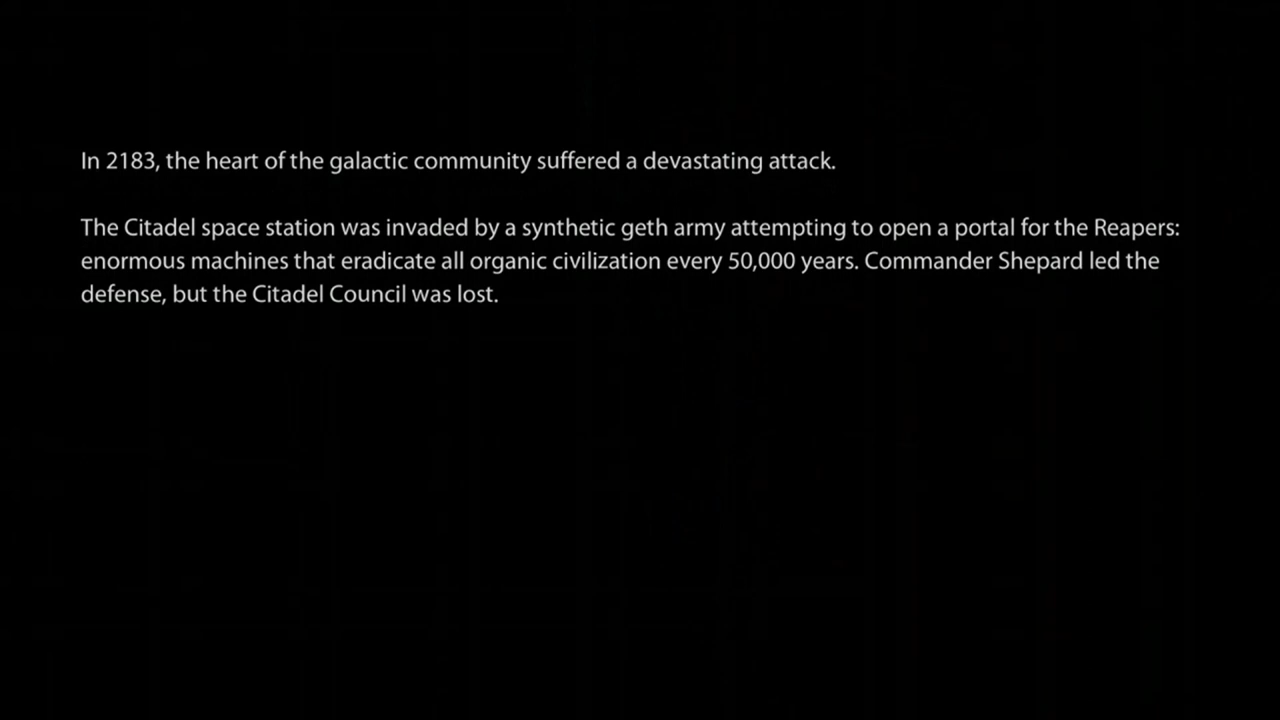 In 2183, the heart of the galactic community suffered a devastating attack.
The Citadel space station was invaded by a synthetic geth army attempting to open a portal for the Reapers:
enormous machines that eradicate all organic civilization every 50,000 years. Commander Shepard led the
defense, but the Citadel Council was lost.